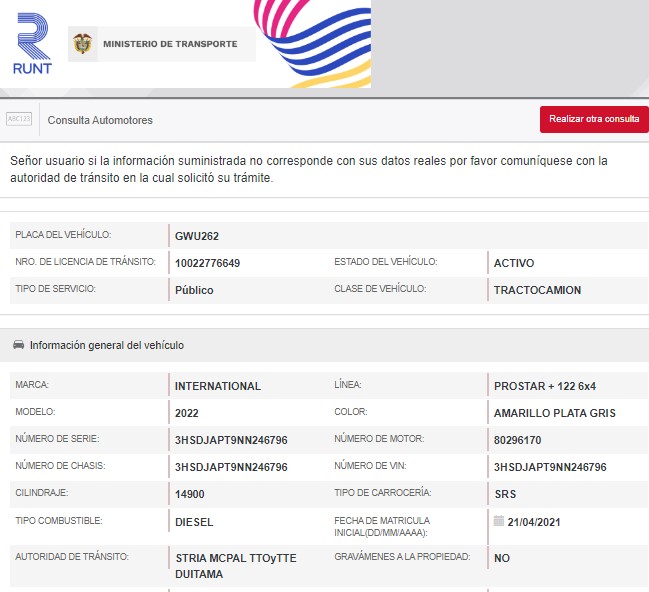 RUNT
MINISTERIO DE TRANSPORTE
ABC123
Consulta Automotores
Realizar otra consulta
Señor usuario si la información suministrada no corresponde con sus datos reales por favor comuníquese con la
autoridad de tránsito en la cual solicitó su trámite.
PLACA DEL VEHÍCULO: GWU262
NRO. DE LICENCIA DE TRÁNSITO: 10022776649 ESTADO DEL VEHÍCULO: ACTIVO
TIPO DE SERVICIO: Público CLASE DE VEHÍCULO: TRACTOCAMION
Información general del vehículo
MARCA: INTERNATIONAL LÍNEA: PROSTAR + 122 6x4
MODELO: 2022 COLOR: AMARILLO PLATA GRIS
NÚMERO DE SERIE: 3HSDJAPT9NN246796 NÚMERO DE MOTOR: 80296170
NÚMERO DE CHASIS: 3HSDJAPT9NN246796 NÚMERO DE VIN: 3HSDJAPT9NN246796
CILINDRAJE: 14900 TIPO DE CARROCERÍA: SRS
TIPO COMBUSTIBLE: DIESEL FECHA DE MATRICULA
INICIAL(DD/MM/AAAA): 21/04/2021
AUTORIDAD DE TRÁNSITO: STRIA MCPAL TTOyTTE
DUITAMA GRAVÁMENES A LA PROPIEDAD: NO